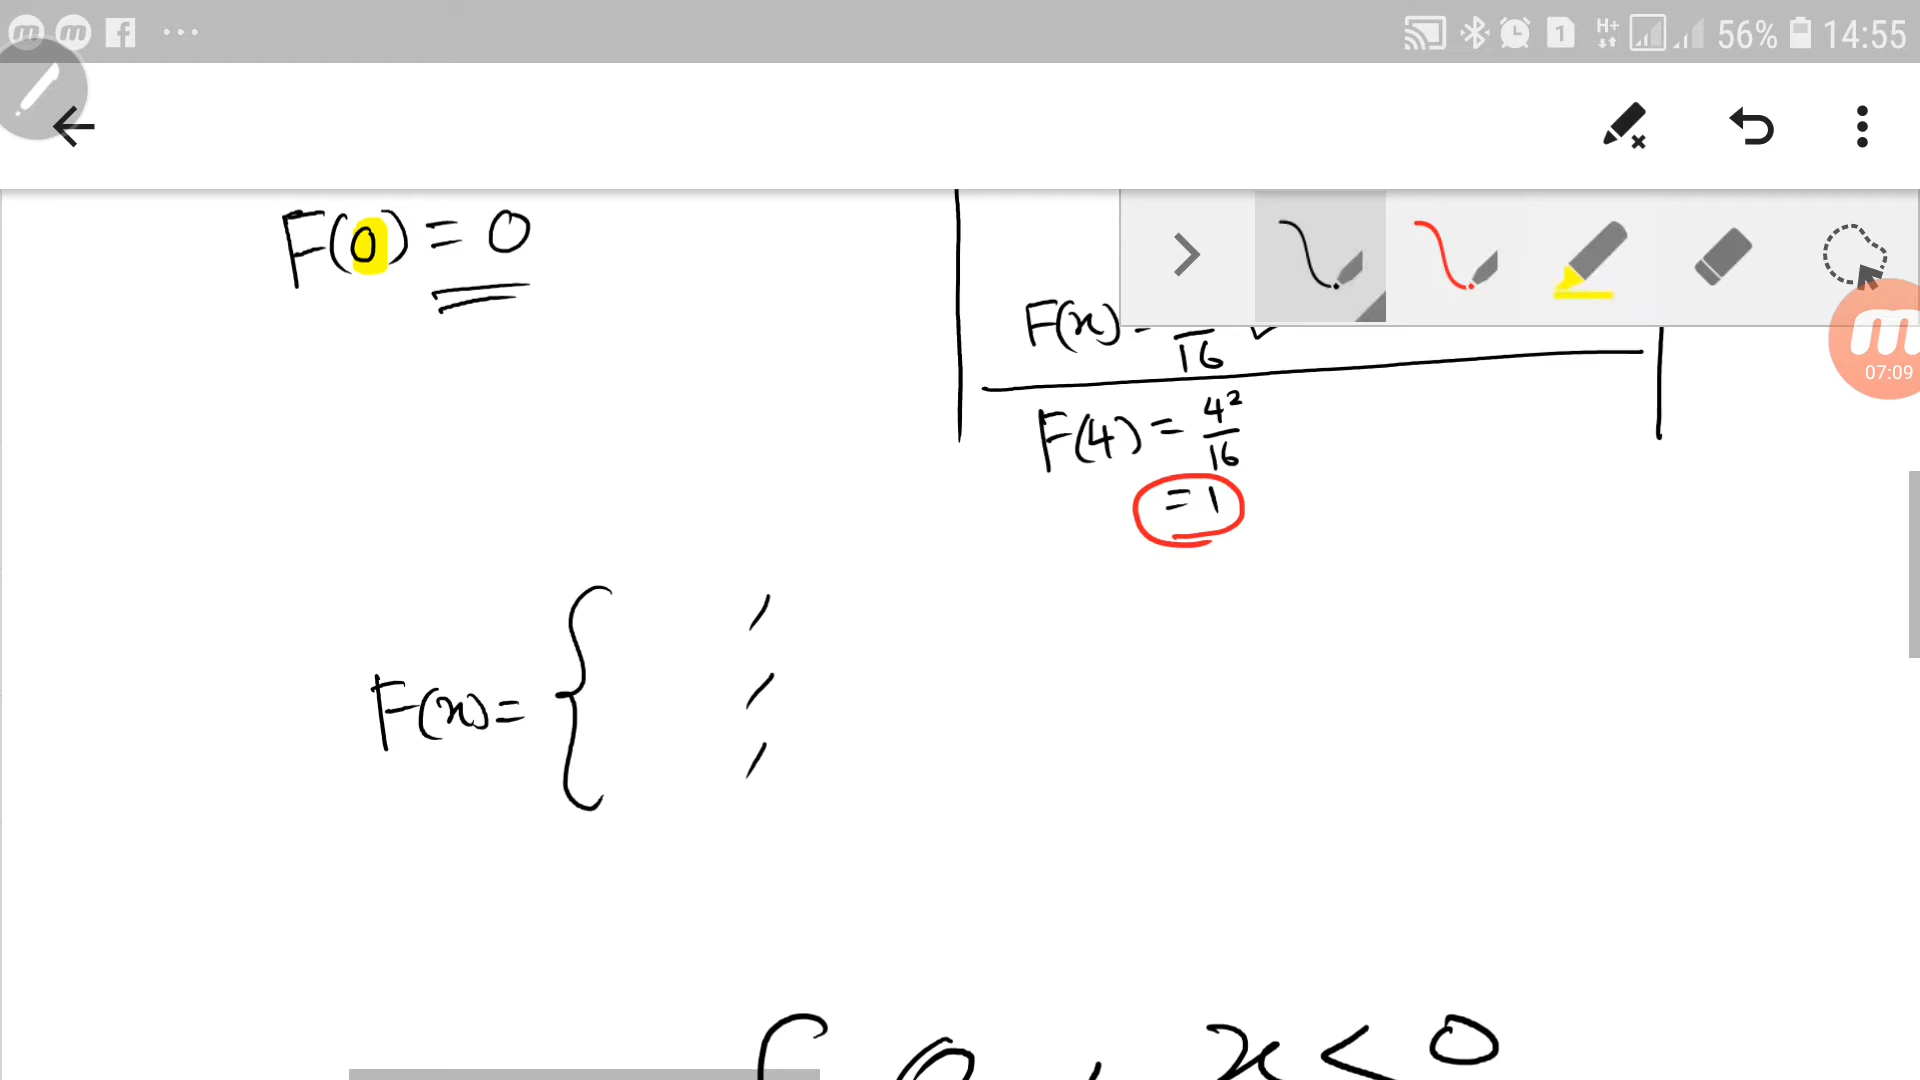 56% 14:55
F(0) = 0
F(x) = 16
07:09
F(4) = 4²/16
= 1
F(x) = { ,
,
,
{ 0 , x < 0